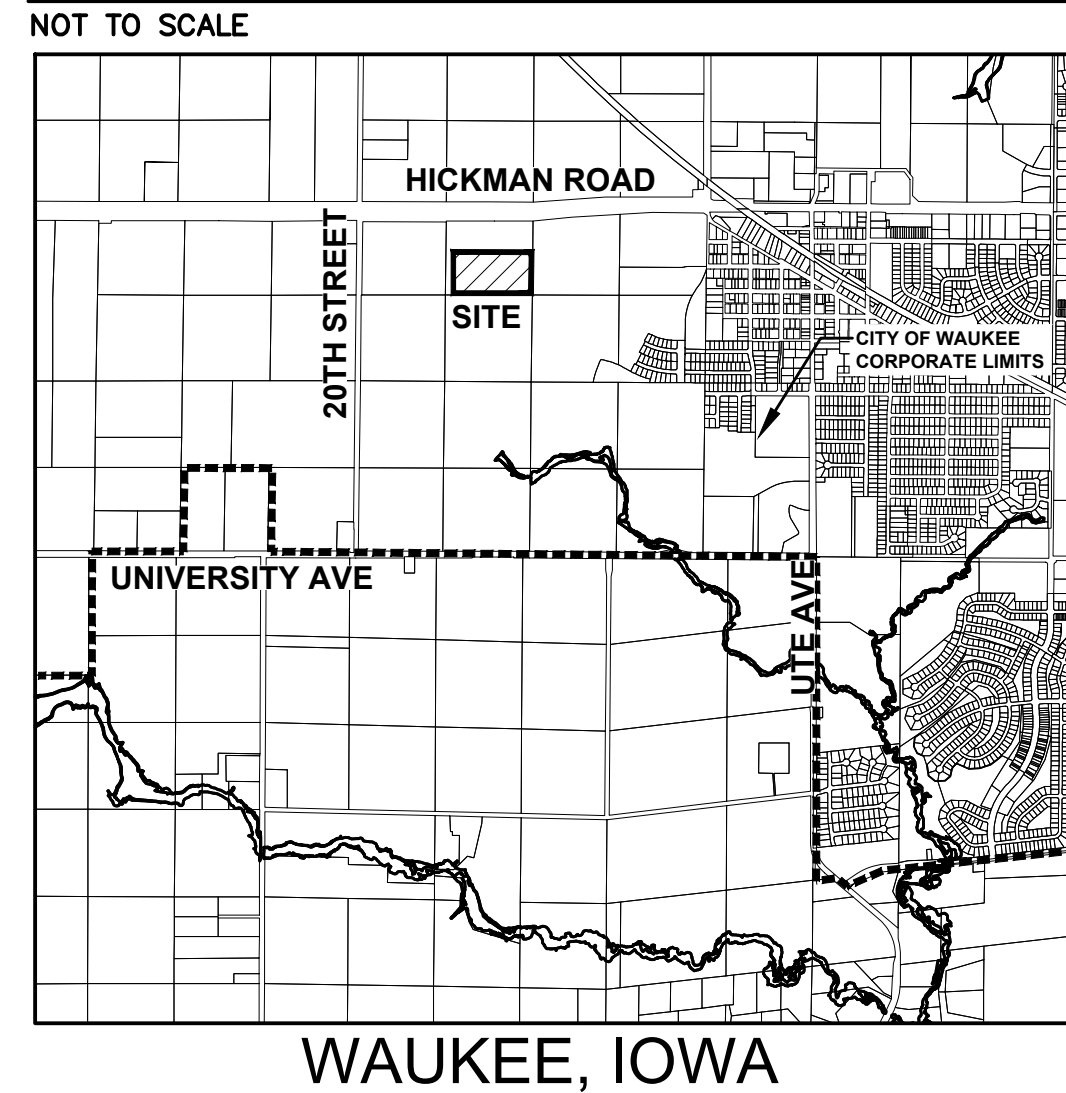 NOT TO SCALE
HICKMAN ROAD
20TH STREET
SITE
CITY OF WAUKEE
CORPORATE LIMITS
UNIVERSITY AVE
UTE AVE
WAUKEE, IOWA